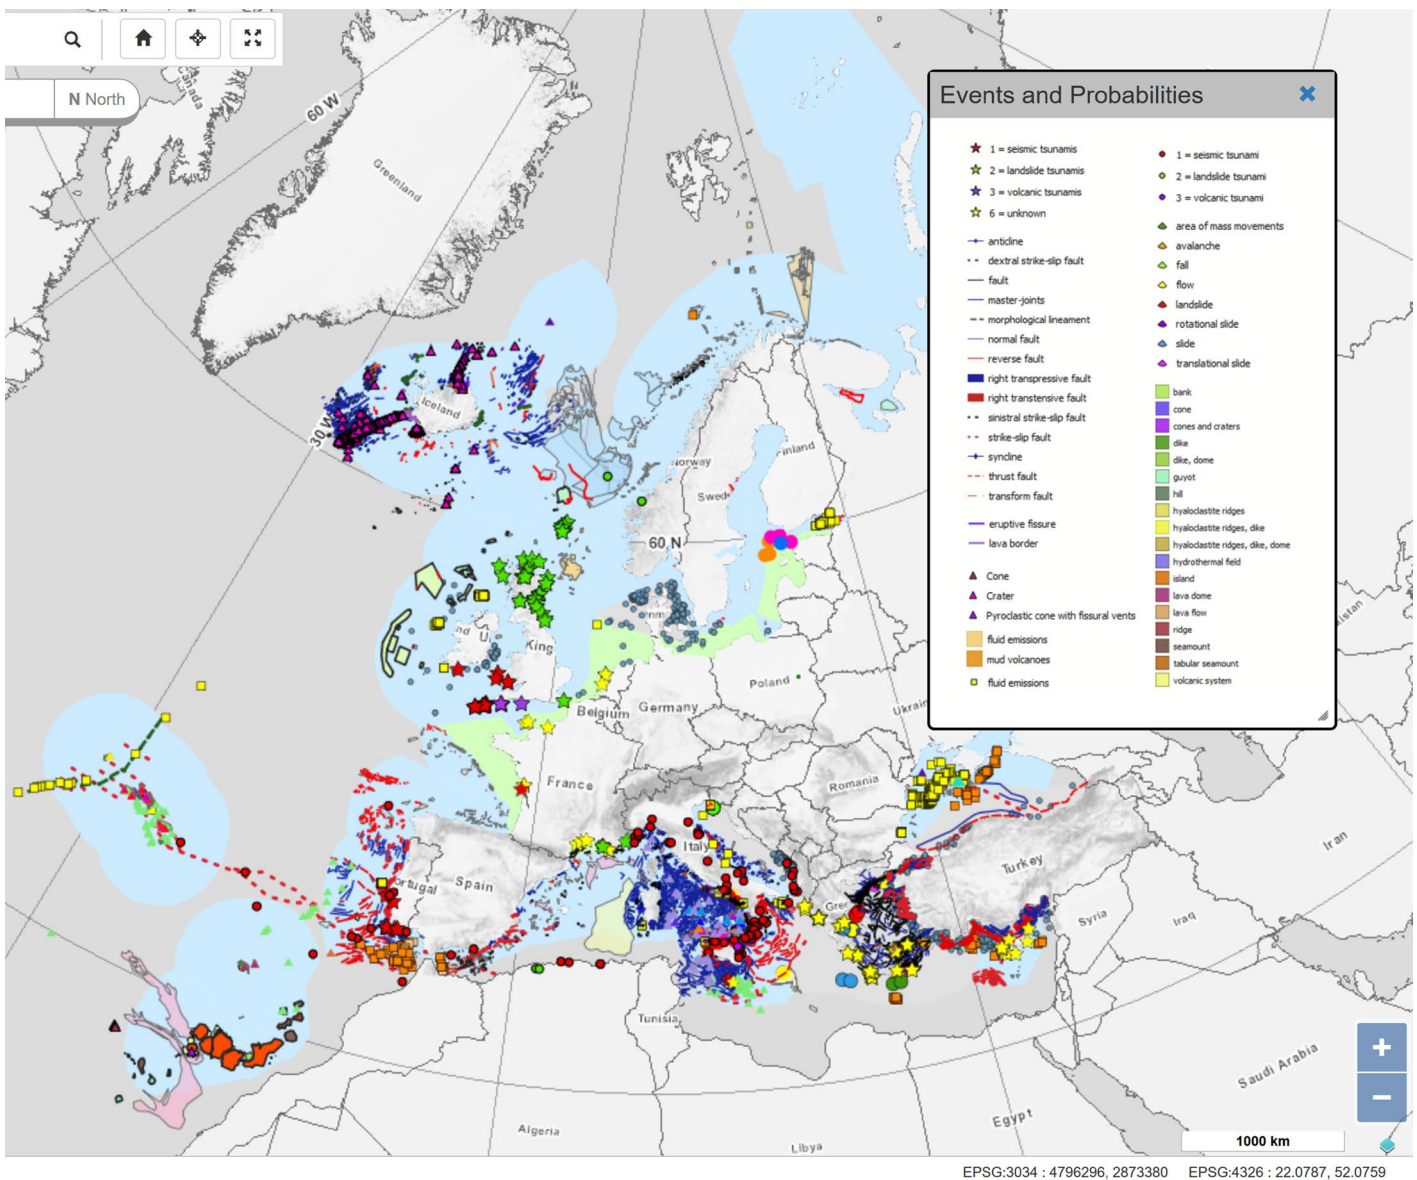 N North
Canada
60 W
Greenland
Events and Probabilities
1 = seismic tsunamis
2 = landslide tsunamis
3 = volcanic tsunamis
6 = unknown
anticline
dextral strike-slip fault
fault
master-joints
morphological lineament
normal fault
reverse fault
right transpressive fault
right transtensive fault
sinistral strike-slip fault
strike-slip fault
syncline
thrust fault
transform fault
eruptive fissure
lava border
Cone
Crater
Pyroclastic cone with fissural vents
fluid emissions
mud volcanoes
fluid emissions
1 = seismic tsunami
2 = landslide tsunami
3 = volcanic tsunami
area of mass movements
avalanche
fall
flow
landslide
rotational slide
slide
translational slide
bank
cone
cones and craters
dike
dike, dome
guyot
hill
hyaloclastite ridges
hyaloclastite ridges, dike
hyaloclastite ridges, dike, dome
hydrothermal field
island
lava dome
lava flow
ridge
seamount
tabular seamount
volcanic system
Iceland
30 W
Norway
Finland
Swed
60 N
nm
nd U
King
istan
Poland
Belgium
Germany
Ukrain
France
Romania
Italy
Turkey
Iran
ortugal
Spain
Gre
Syria
Iraq
Tunisia
Saudi Arabia
Algeria
Libya
Egypt
+
−
1000 km
EPSG:3034 : 4796296, 2873380 EPSG:4326 : 22.0787, 52.0759